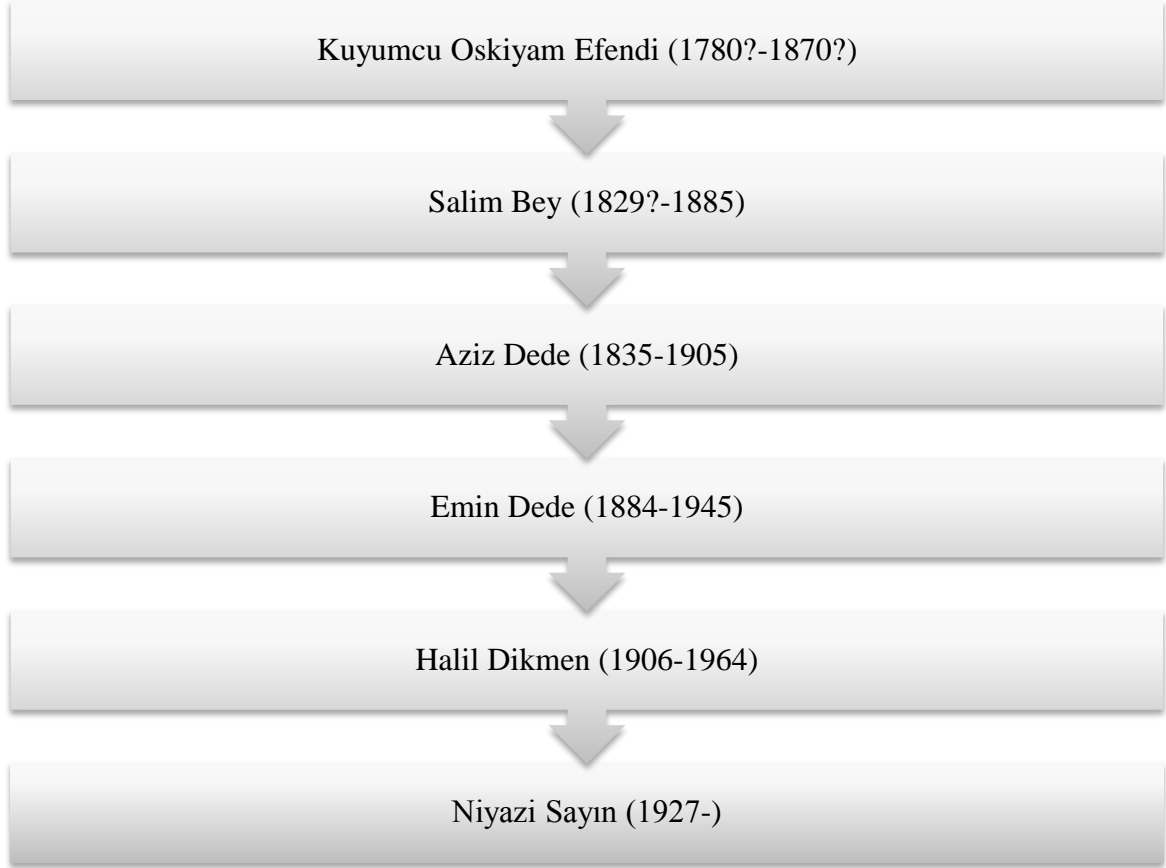 Kuyumcu Oskiyam Efendi (1780?-1870?)
Salim Bey (1829?-1885)
Aziz Dede (1835-1905)
Emin Dede (1884-1945)
Halil Dikmen (1906-1964)
Niyazi Sayın (1927-)